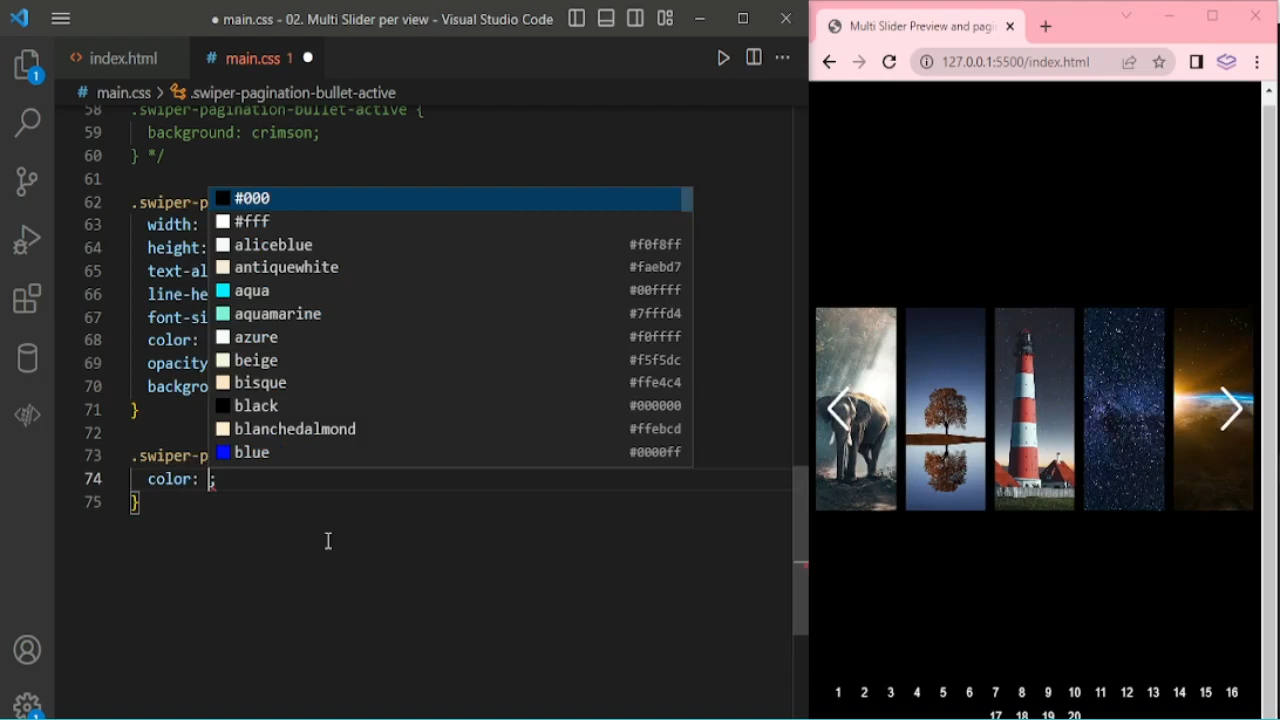 main.css - 02. Multi Slider per view - Visual Studio Code
index.html
main.css 1
main.css > .swiper-pagination-bullet-active
58 .swiper-pagination-bullet-active {
59 background: crimson;
60 } */
61
62 .swiper-p
63 width:
64 height:
65 text-al
66 line-he
67 font-si
68 color:
69 opacity
70 backgro
71 }
72
73 .swiper-p
74 color: ;
75 }
#000
#fff
aliceblue #f0f8ff
antiquewhite #faebd7
aqua #00ffff
aquamarine #7fffd4
azure #f0ffff
beige #f5f5dc
bisque #ffe4c4
black #000000
blanchedalmond #ffebcd
blue #0000ff
1
1
Multi Slider Preview and pagi
127.0.0.1:5500/index.html
1 2 3 4 5 6 7 8 9 10 11 12 13 14 15 16
17 18 19 20